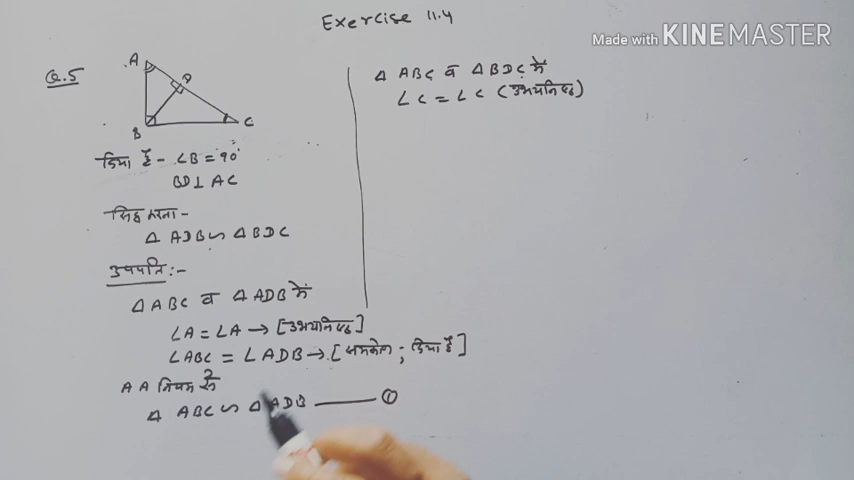 Exercise 11.4
Made with KINEMASTER
Q.5
A
D
B
C
दिया है - ∠B = 90°
BD ⊥ AC
सिद्ध करना -
△ ADB ∽ △ BDC
उपपति :-
△ ABC व △ ADB में
∠A = ∠A → [उभयनिष्ठ]
∠ABC = ∠ADB → [समकोण ; दिया है]
AA नियम से
△ ABC ∽ △ ADB —— ①
△ ABC व △ BDC में
∠C = ∠C (उभयनिष्ठ)